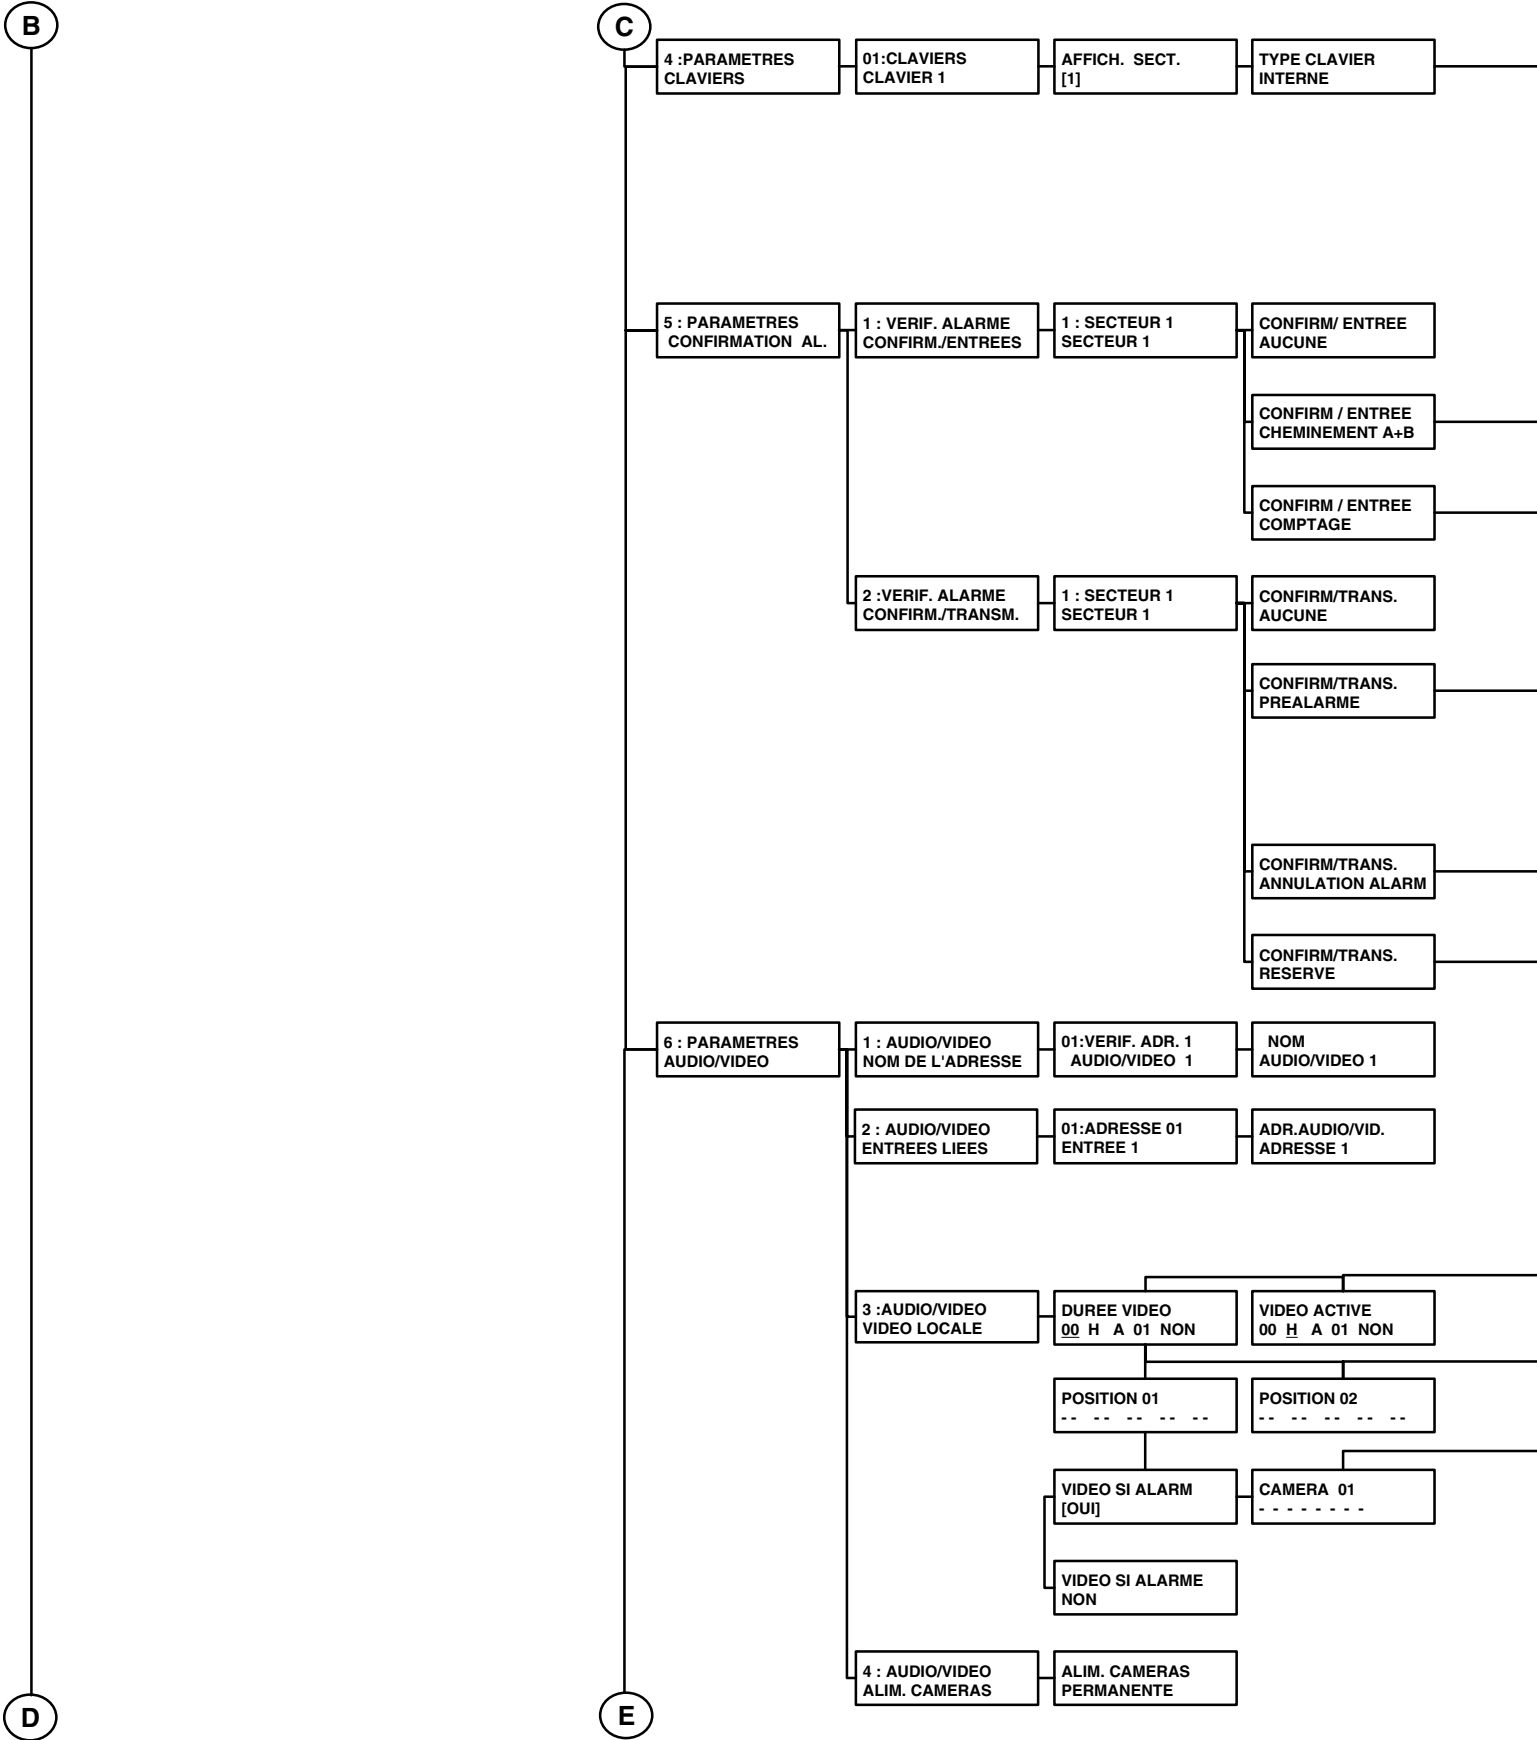 B
C
4 :PARAMETRES
CLAVIERS
01:CLAVIERS
CLAVIER 1
AFFICH. SECT.
[1]
TYPE CLAVIER
INTERNE
5 : PARAMETRES
CONFIRMATION AL.
1 : VERIF. ALARME
CONFIRM./ENTREES
1 : SECTEUR 1
SECTEUR 1
CONFIRM/ ENTREE
AUCUNE
CONFIRM / ENTREE
CHEMINEMENT A+B
CONFIRM / ENTREE
COMPTAGE
2 :VERIF. ALARME
CONFIRM./TRANSM.
1 : SECTEUR 1
SECTEUR 1
CONFIRM/TRANS.
AUCUNE
CONFIRM/TRANS.
PREALARME
CONFIRM/TRANS.
ANNULATION ALARM
CONFIRM/TRANS.
RESERVE
6 : PARAMETRES
AUDIO/VIDEO
1 : AUDIO/VIDEO
NOM DE L'ADRESSE
01:VERIF. ADR. 1
AUDIO/VIDEO 1
NOM
AUDIO/VIDEO 1
2 : AUDIO/VIDEO
ENTREES LIEES
01:ADRESSE 01
ENTREE 1
ADR.AUDIO/VID.
ADRESSE 1
3 :AUDIO/VIDEO
VIDEO LOCALE
DUREE VIDEO
00 H A 01 NON
VIDEO ACTIVE
00 H A 01 NON
POSITION 01
-- -- -- -- --
POSITION 02
-- -- -- -- --
VIDEO SI ALARM
[OUI]
CAMERA 01
- - - - - - - -
VIDEO SI ALARME
NON
4 : AUDIO/VIDEO
ALIM. CAMERAS
ALIM. CAMERAS
PERMANENTE
D
E